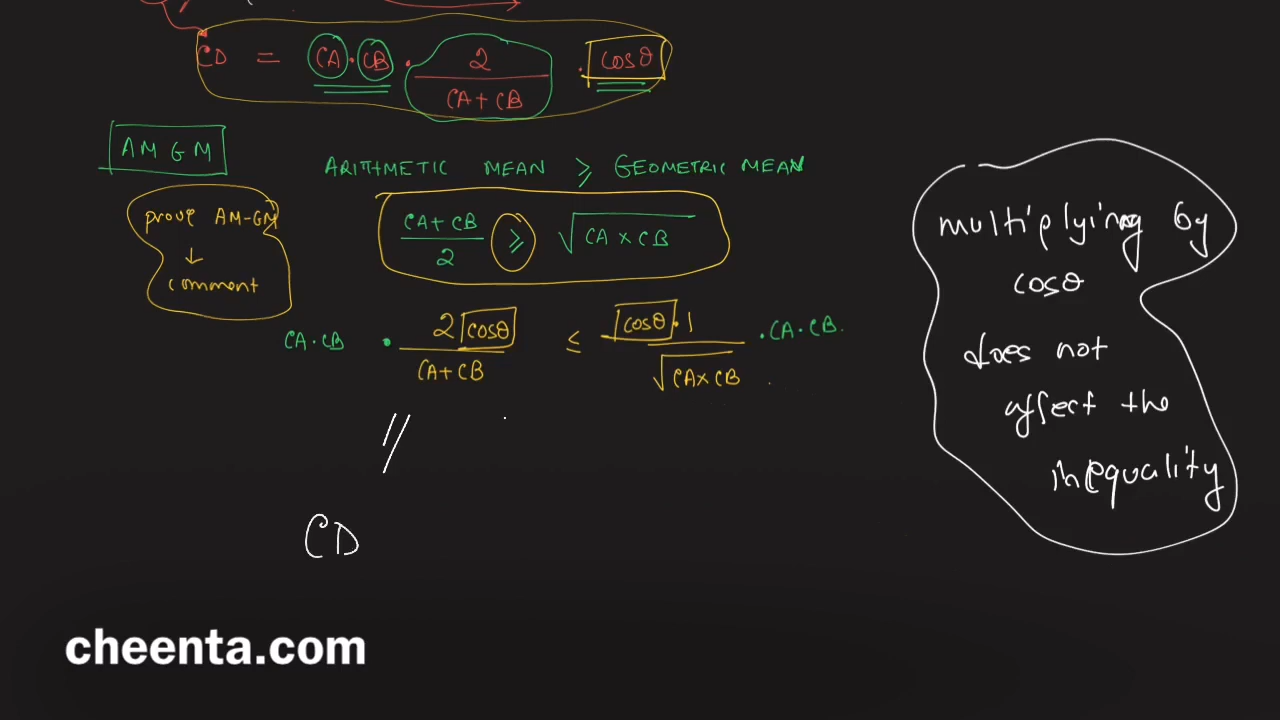 CD = CA · CB · 2 / (CA + CB) · cosθ
AM GM
ARITHMETIC MEAN ≥ GEOMETRIC MEAN
prove AM-GM
↓
comment
(CA + CB) / 2 ≥ √(CA × CB)
CA · CB · 2 cosθ / (CA + CB) ≤ cosθ · 1 / √(CA × CB) · CA · CB.
//
CD
multiplying by
cosθ
does not
affect the
inequality
cheenta.com